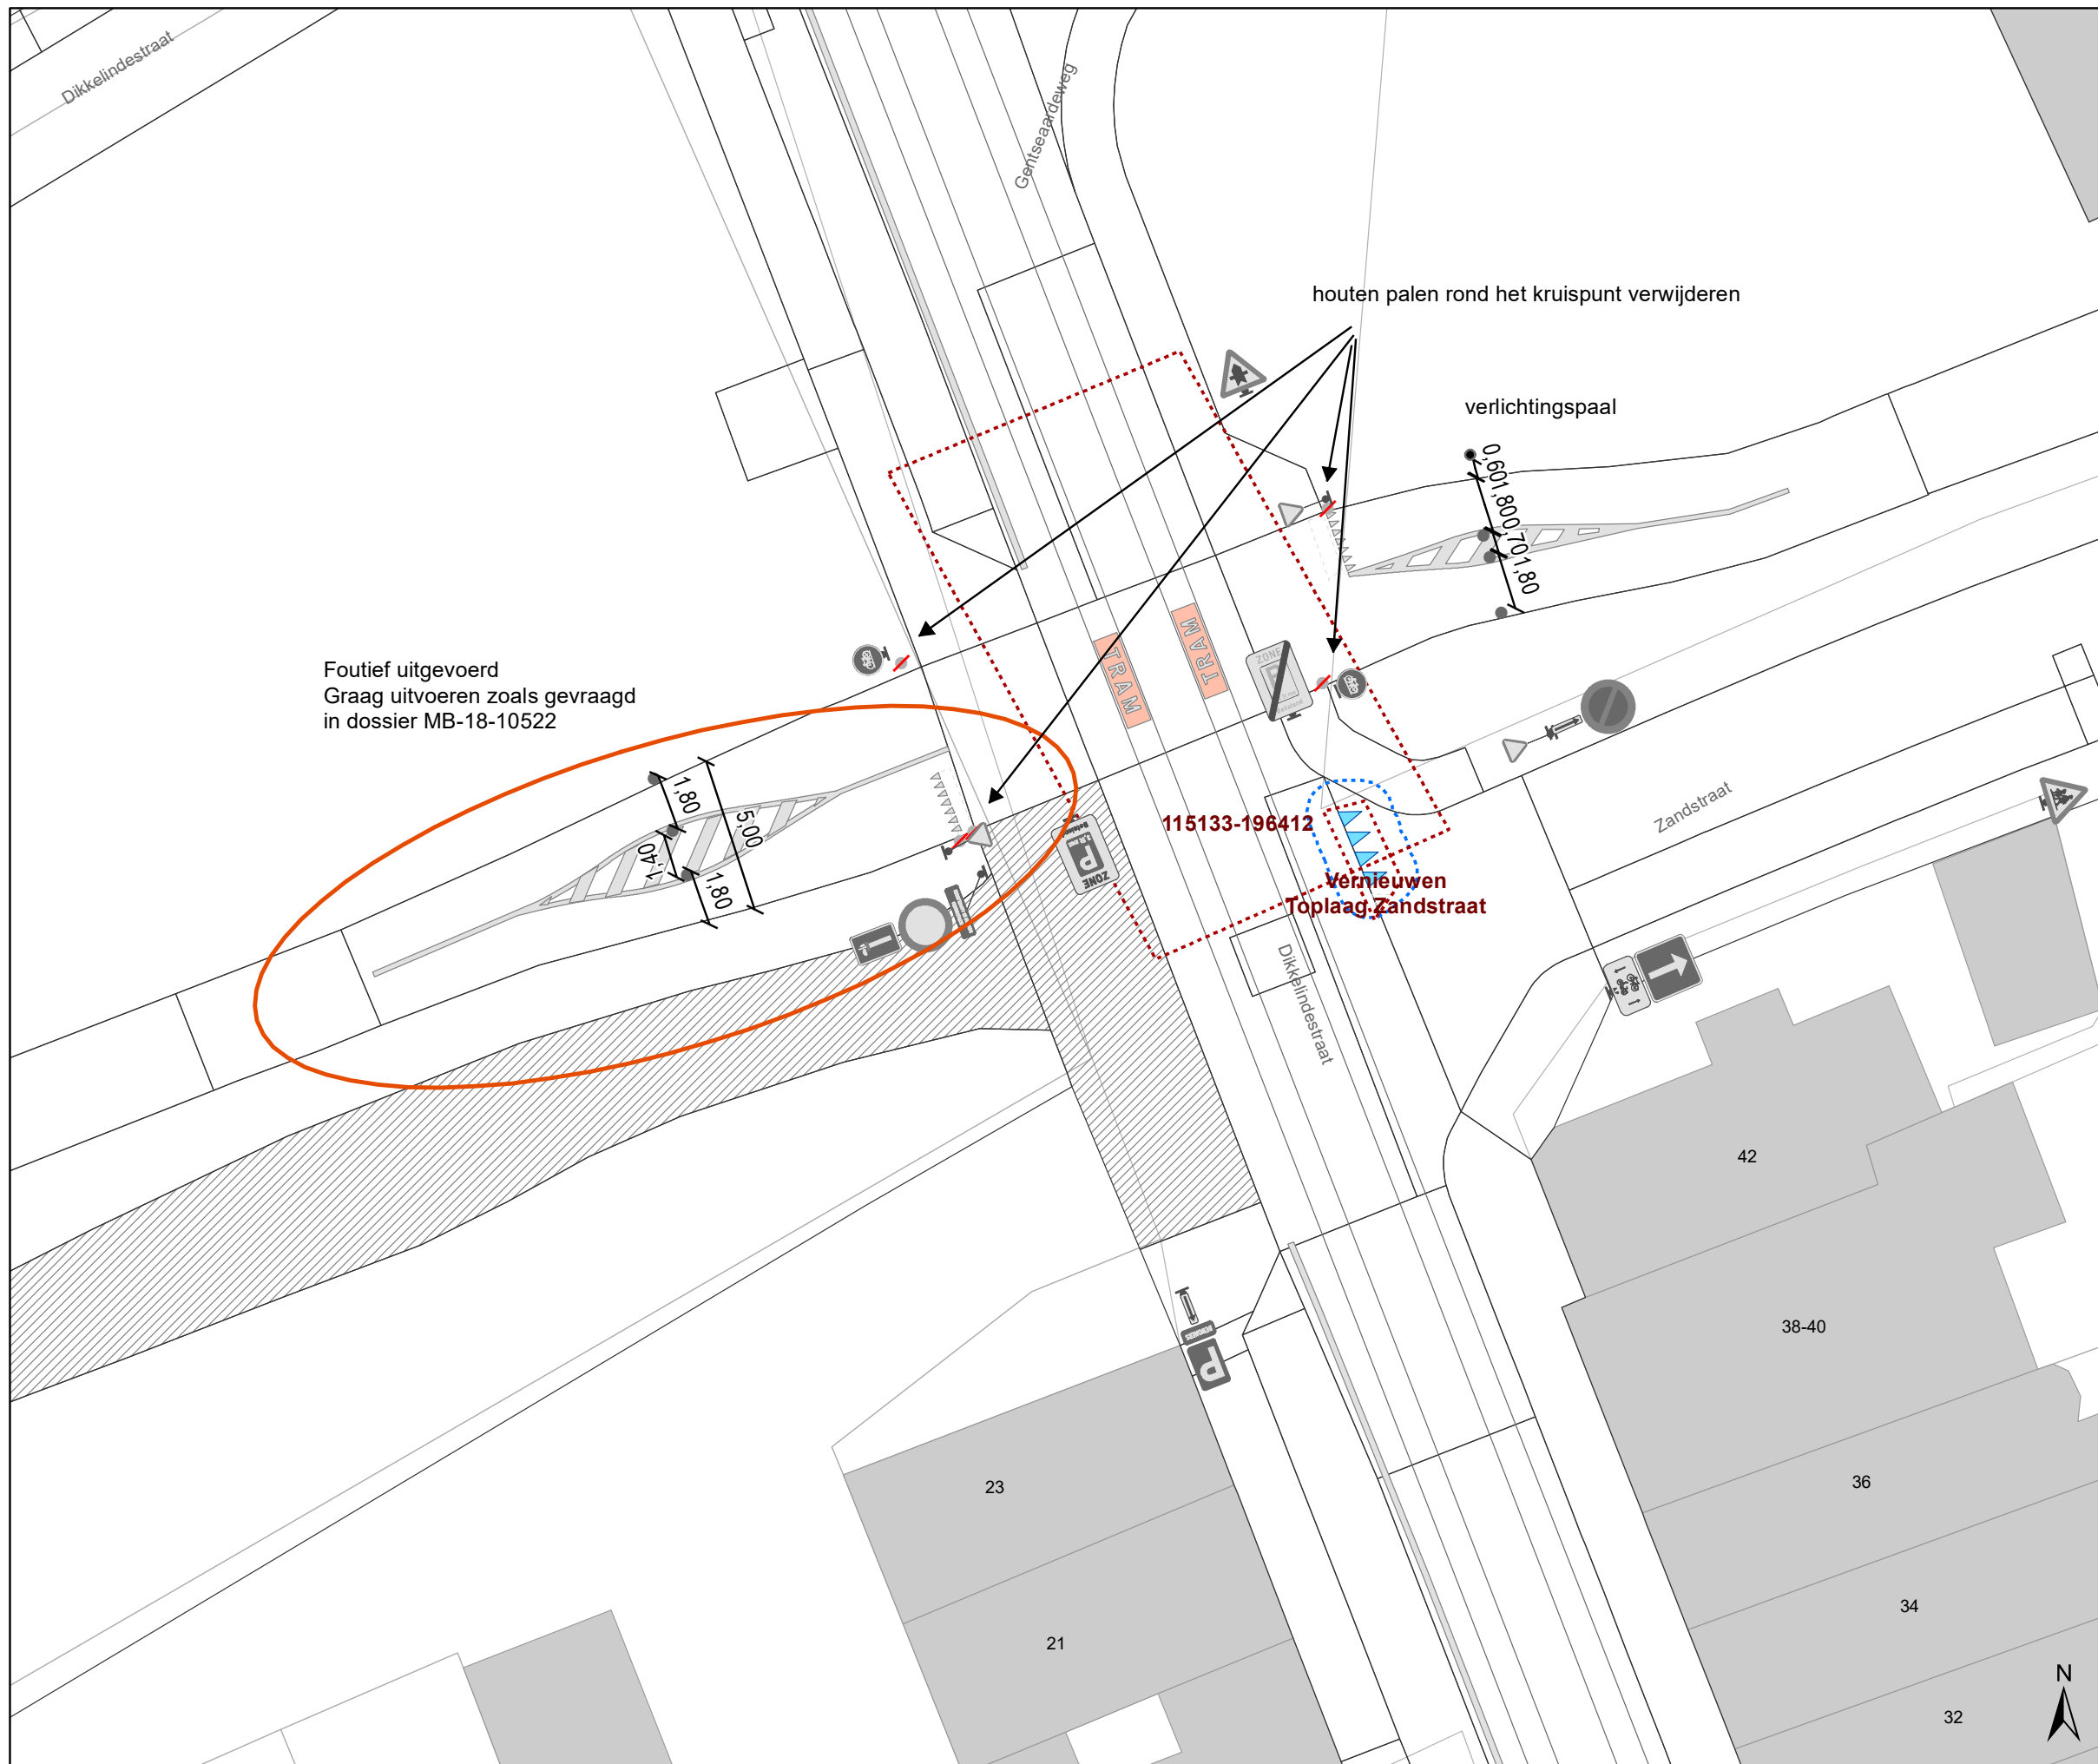 Dikkelindestraat
Gentseaardeweg
houten palen rond het kruispunt verwijderen
verlichtingspaal
0,60
1,80
0,70
1,80
TRAM
TRAM
ZONE
P
Foutief uitgevoerd
Graag uitvoeren zoals gevraagd
in dossier MB-18-10522
1,80
5,00
1,40
1,80
ZONE
P
115133-196412
Vernieuwen
Toplaag Zandstraat
Zandstraat
Dikkelindestraat
P
42
38-40
36
34
32
23
21
N